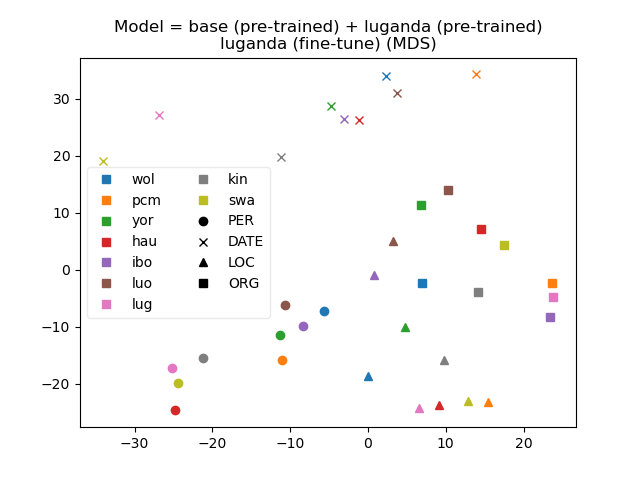 Model = base (pre-trained) + luganda (pre-trained)
luganda (fine-tune) (MDS)
30
20
10
0
−10
−20
wol
pcm
yor
hau
ibo
luo
lug
kin
swa
PER
DATE
LOC
ORG
−30
−20
−10
0
10
20